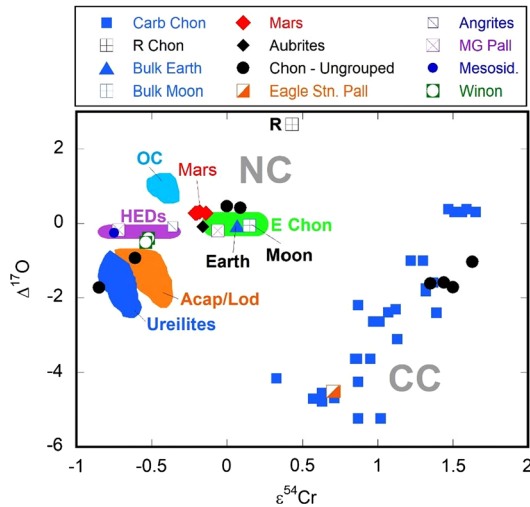 Carb Chon Mars Angrites
R Chon Aubrites MG Pall
Bulk Earth Chon - Ungrouped Mesosid.
Bulk Moon Eagle Stn. Pall Winon
R
OC
Mars
NC
HEDs
E Chon
Earth
Moon
Acap/Lod
Ureilites
CC
2
0
-2
-4
-6
Δ¹⁷O
-1 -0.5 0 0.5 1 1.5 2
ε⁵⁴Cr